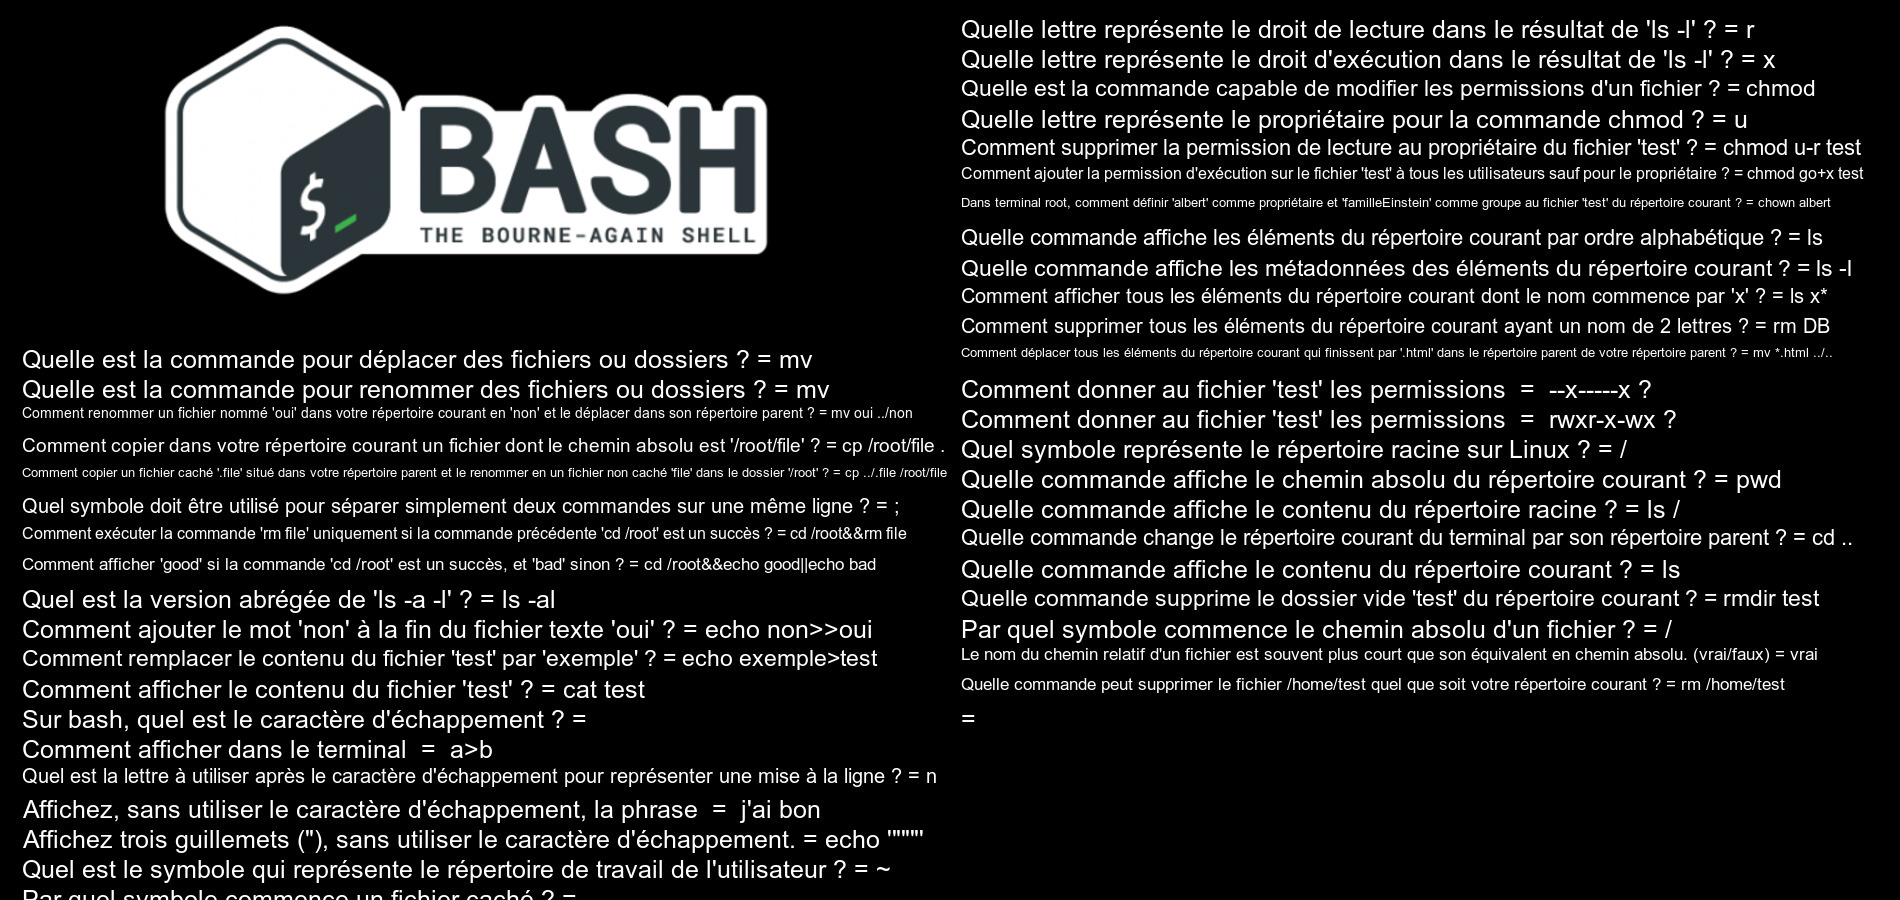 BASH
THE BOURNE-AGAIN SHELL
Quelle est la commande pour déplacer des fichiers ou dossiers ? = mv
Quelle est la commande pour renommer des fichiers ou dossiers ? = mv
Comment renommer un fichier nommé 'oui' dans votre répertoire courant en 'non' et le déplacer dans son répertoire parent ? = mv oui ../non
Comment copier dans votre répertoire courant un fichier dont le chemin absolu est '/root/file' ? = cp /root/file .
Comment copier un fichier caché '.file' situé dans votre répertoire parent et le renommer en un fichier non caché 'file' dans le dossier '/root' ? = cp ../.file /root/file
Quel symbole doit être utilisé pour séparer simplement deux commandes sur une même ligne ? = ;
Comment exécuter la commande 'rm file' uniquement si la commande précédente 'cd /root' est un succès ? = cd /root&&rm file
Comment afficher 'good' si la commande 'cd /root' est un succès, et 'bad' sinon ? = cd /root&&echo good||echo bad
Quel est la version abrégée de 'ls -a -l' ? = ls -al
Comment ajouter le mot 'non' à la fin du fichier texte 'oui' ? = echo non>>oui
Comment remplacer le contenu du fichier 'test' par 'exemple' ? = echo exemple>test
Comment afficher le contenu du fichier 'test' ? = cat test
Sur bash, quel est le caractère d'échappement ? =
Comment afficher dans le terminal  =  a>b
Quel est la lettre à utiliser après le caractère d'échappement pour représenter une mise à la ligne ? = n
Affichez, sans utiliser le caractère d'échappement, la phrase  =  j'ai bon
Affichez trois guillemets ("), sans utiliser le caractère d'échappement. = echo '"""'
Quel est le symbole qui représente le répertoire de travail de l'utilisateur ? = ~
Par quel symbole commence un fichier caché ? =
Quelle lettre représente le droit de lecture dans le résultat de 'ls -l' ? = r
Quelle lettre représente le droit d'exécution dans le résultat de 'ls -l' ? = x
Quelle est la commande capable de modifier les permissions d'un fichier ? = chmod
Quelle lettre représente le propriétaire pour la commande chmod ? = u
Comment supprimer la permission de lecture au propriétaire du fichier 'test' ? = chmod u-r test
Comment ajouter la permission d'exécution sur le fichier 'test' à tous les utilisateurs sauf pour le propriétaire ? = chmod go+x test
Dans terminal root, comment définir 'albert' comme propriétaire et 'familleEinstein' comme groupe au fichier 'test' du répertoire courant ? = chown albert
Quelle commande affiche les éléments du répertoire courant par ordre alphabétique ? = ls
Quelle commande affiche les métadonnées des éléments du répertoire courant ? = ls -l
Comment afficher tous les éléments du répertoire courant dont le nom commence par 'x' ? = ls x*
Comment supprimer tous les éléments du répertoire courant ayant un nom de 2 lettres ? = rm DB
Comment déplacer tous les éléments du répertoire courant qui finissent par '.html' dans le répertoire parent de votre répertoire parent ? = mv *.html ../..
Comment donner au fichier 'test' les permissions  =  --x-----x ?
Comment donner au fichier 'test' les permissions  =  rwxr-x-wx ?
Quel symbole représente le répertoire racine sur Linux ? = /
Quelle commande affiche le chemin absolu du répertoire courant ? = pwd
Quelle commande affiche le contenu du répertoire racine ? = ls /
Quelle commande change le répertoire courant du terminal par son répertoire parent ? = cd ..
Quelle commande affiche le contenu du répertoire courant ? = ls
Quelle commande supprime le dossier vide 'test' du répertoire courant ? = rmdir test
Par quel symbole commence le chemin absolu d'un fichier ? = /
Le nom du chemin relatif d'un fichier est souvent plus court que son équivalent en chemin absolu. (vrai/faux) = vrai
Quelle commande peut supprimer le fichier /home/test quel que soit votre répertoire courant ? = rm /home/test
=